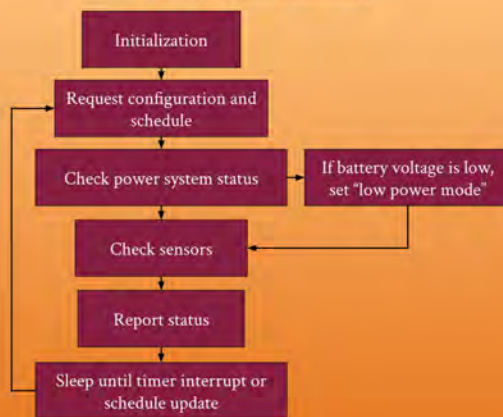 Initialization
Request configuration and
schedule
Check power system status
If battery voltage is low,
set “low power mode”
Check sensors
Report status
Sleep until timer interrupt or
schedule update